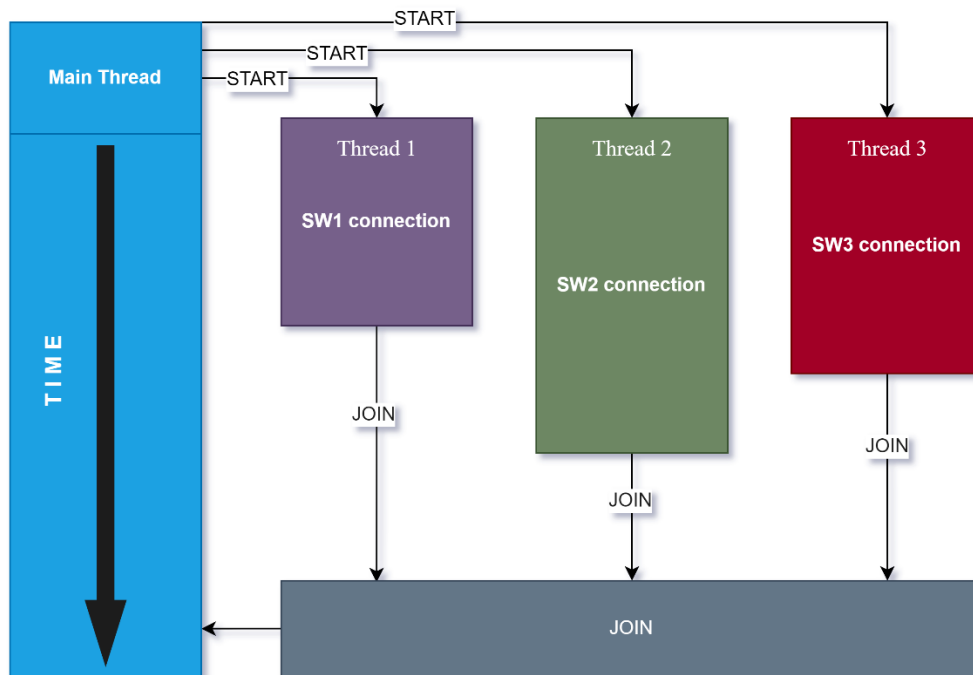 START
START
START
Main Thread
Thread 1
Thread 2
Thread 3
SW1 connection
SW2 connection
SW3 connection
TIME
JOIN
JOIN
JOIN
JOIN